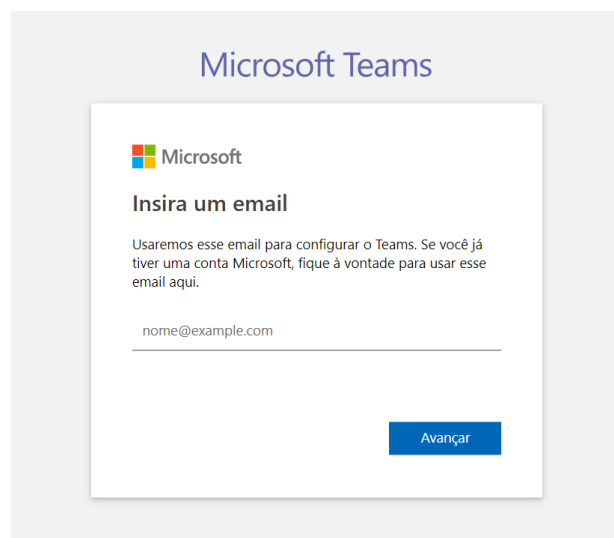 Microsoft Teams
Microsoft
Insira um email
Usaremos esse email para configurar o Teams. Se você já
tiver uma conta Microsoft, fique à vontade para usar esse
email aqui.
nome@example.com
Avançar